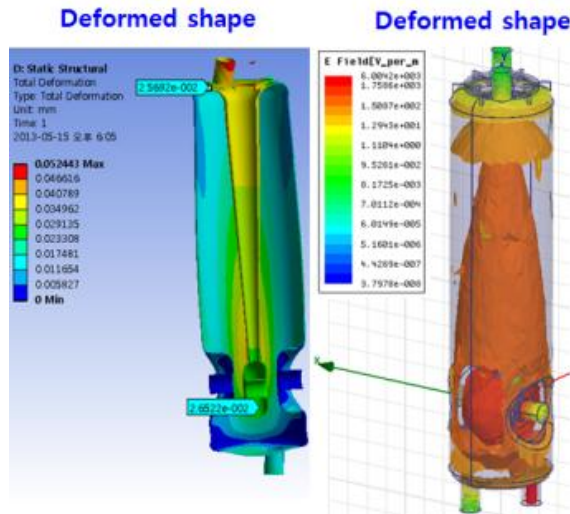 Deformed shape
D: Static Structural
Total Deformation
Type: Total Deformation
Unit: mm
Time: 1
2013-05-15 오후 6:05
0.052443 Max
0.046616
0.040789
0.034962
0.029135
0.023308
0.017481
0.011654
0.005827
0 Min
2.5692e-002
2.6522e-002
Deformed shape
E Field[V_per_m
6.0042e+003
1.5087e+002
1.2943e+001
1.1104e+000
9.5261e-002
8.1725e-003
7.0112e-004
6.0149e-005
5.1601e-006
4.4269e-007
3.7978e-008